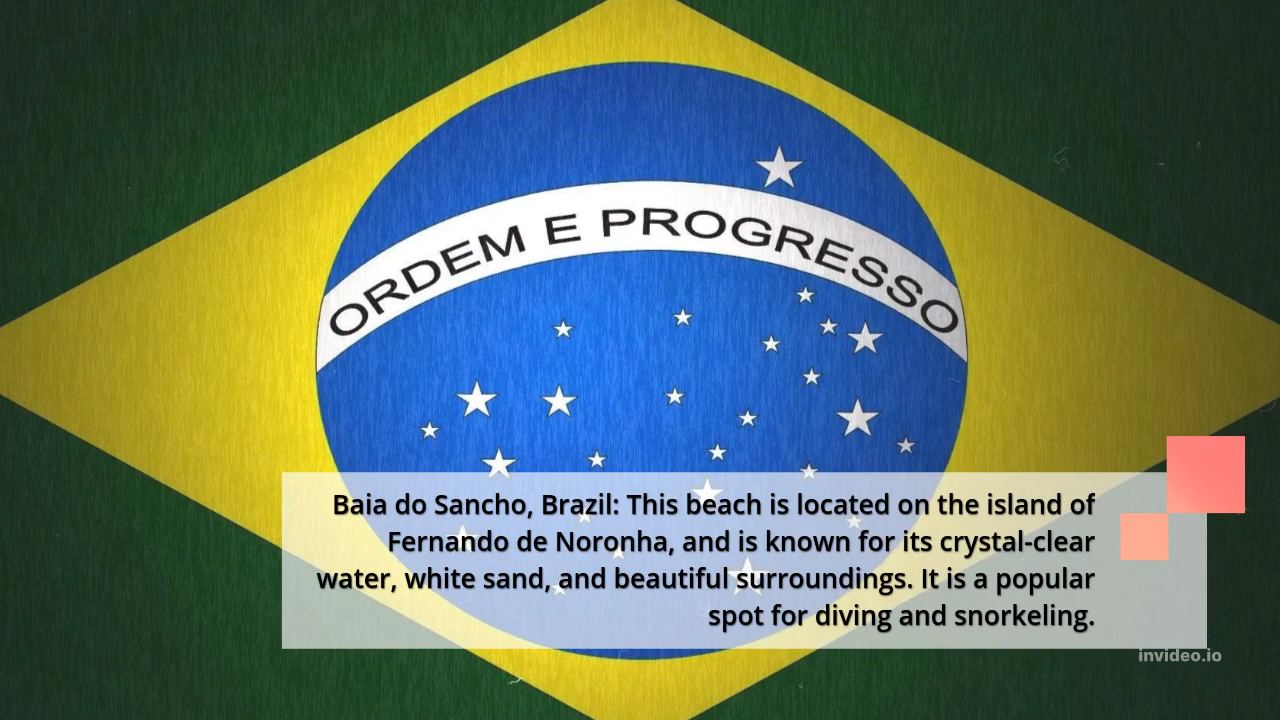 ORDEM E PROGRESSO
Baia do Sancho, Brazil: This beach is located on the island of
Fernando de Noronha, and is known for its crystal-clear
water, white sand, and beautiful surroundings. It is a popular
spot for diving and snorkeling.
invideo.io